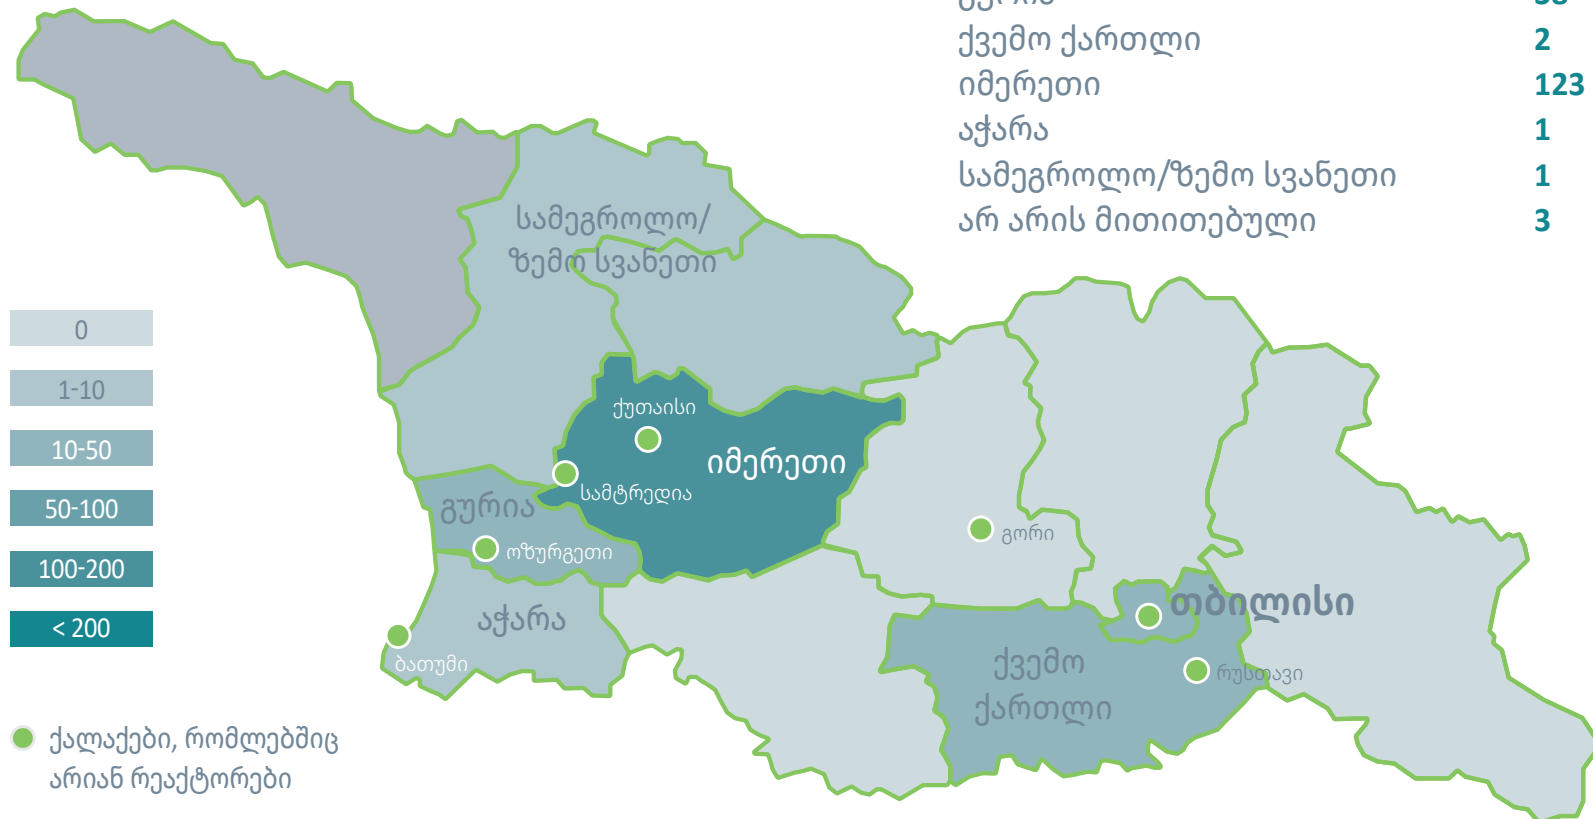 გურია 38
ქვემო ქართლი 2
იმერეთი 123
აჭარა 1
სამეგროლო/ზემო სვანეთი 1
არ არის მითითებული 3
სამეგროლო/
ზემო სვანეთი
0
1-10
10-50
50-100
100-200
< 200
ქუთაისი
იმერეთი
სამტრედია
გურია
ოზურგეთი
გორი
აჭარა
ბათუმი
თბილისი
ქვემო
ქართლი
რუსთავი
ქალაქები, რომლებშიც
არიან რეაქტორები